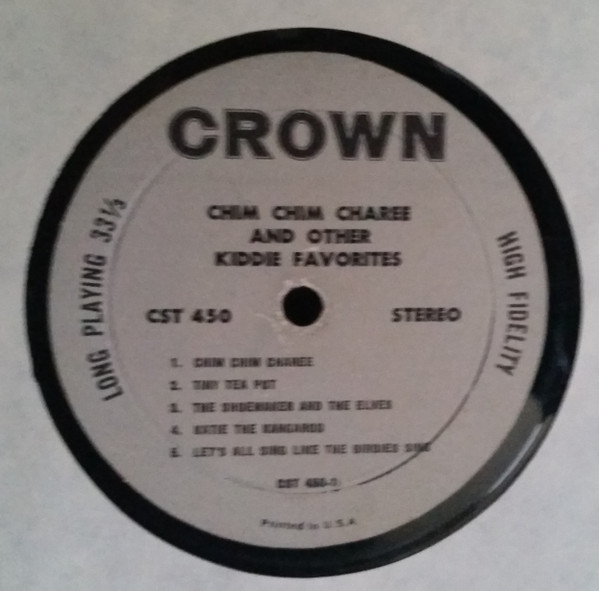 CROWN
CHIM CHIM CHAREE
AND OTHER
KIDDIE FAVORITES
LONG PLAYING 33⅓
HIGH FIDELITY
CST 450
STEREO
1. CHIM CHIM CHAREE
2. TINY TEA POT
3. THE SHOEMAKER AND THE ELVES
4. KATIE THE KANGAROO
5. LET'S ALL SING LIKE THE BIRDIES SING
Printed in U.S.A.